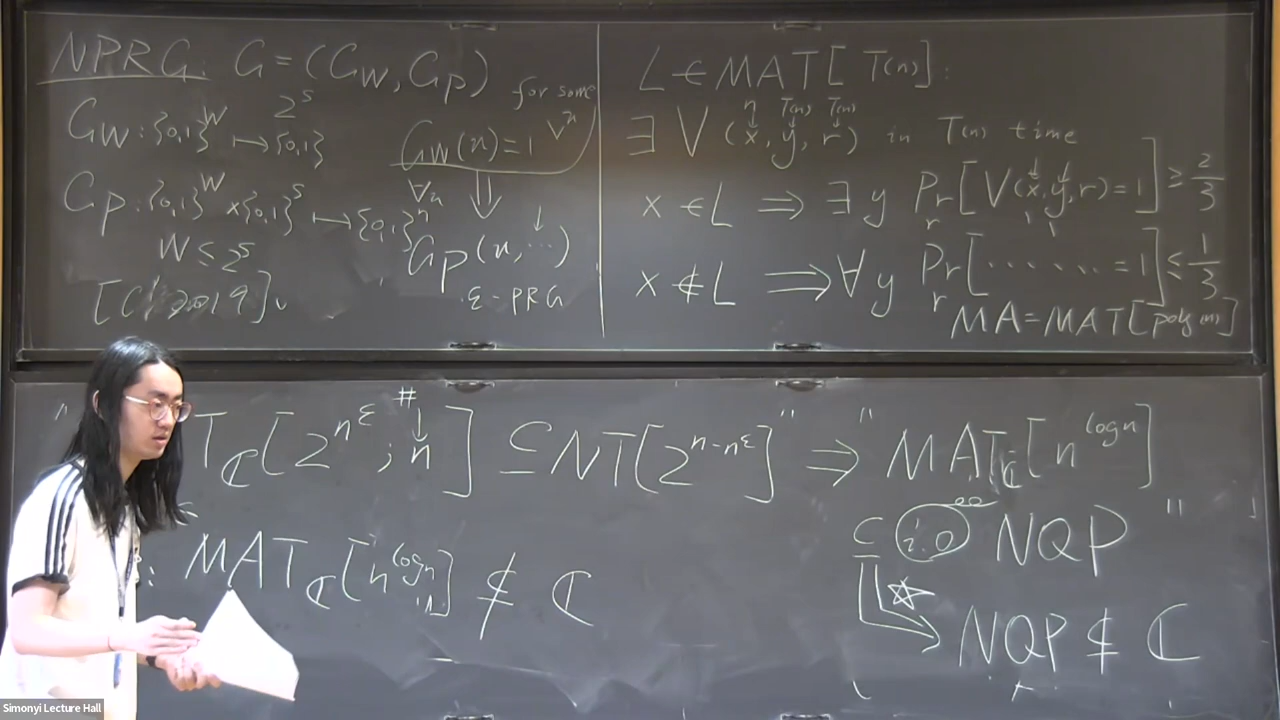 NPRG: G = (G_W, G_P)
G_W: {0,1}^W ↦ {0,1} 2^s
G_W(x)=1 for some x
G_P: {0,1}^W × {0,1}^s ↦ {0,1}^n
∀x ⇓
W ≤ 2^s
G_P(x, ...)
ε-PRG
[C' 2019]
L ∈ MAT[T(n)]:
n T(n) T(n)
∃ V(x, y, r) in T(n) time
x ∈ L ⟹ ∃ y Pr_r[V(x,y,r)=1] ≥ 2/3
x ∉ L ⟹ ∀ y Pr_r[......=1] ≤ 1/3
MA = MAT[poly(n)]
" T_ℂ[2^{n^ε}; n] ⊆ NT[2^{n-n^ε}]" ⇒ " MAT_ℂ[n^{log n}]
#
⊆ i.o NQP "
: MAT_ℂ[n^{log n}/1] ⊄ ℂ
☆
NQP ⊄ ℂ
Simonyi Lecture Hall